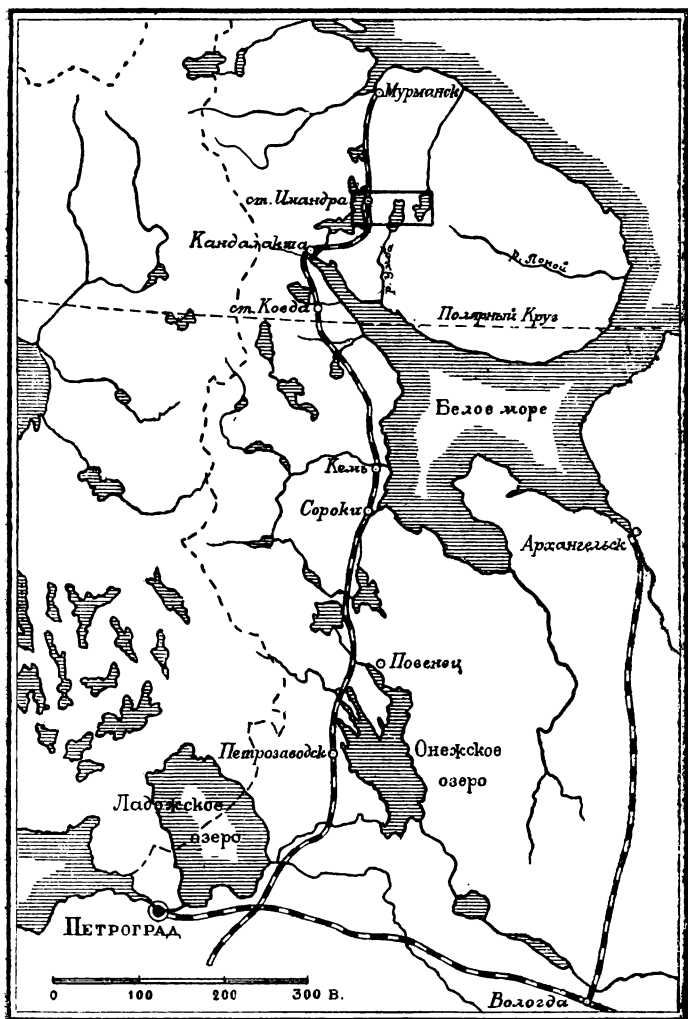 Мурманск
ст. Имандра
Кандалакша
р. Поной
р. Умба
ст. Ковда
Полярный Круг
Белое море
Кемь
Сороки
Архангельск
Повенец
Петрозаводск
Онежское
озеро
Ладожское
озеро
ПЕТРОГРАД
0 100 200 300 В.
Вологда